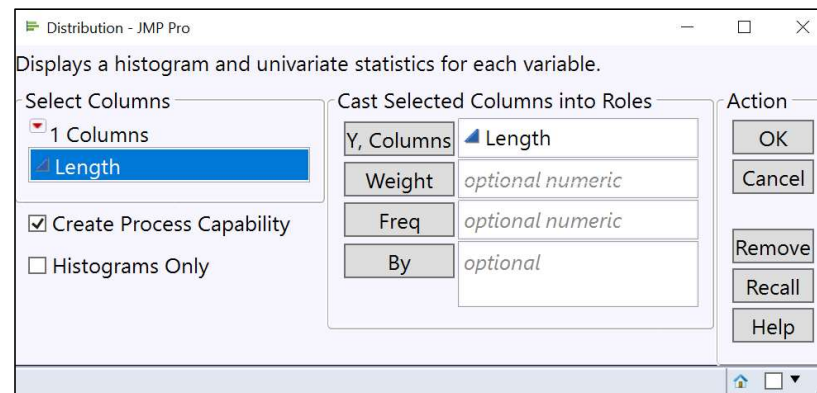 Distribution - JMP Pro
Displays a histogram and univariate statistics for each variable.
Select Columns
1 Columns
Length
Create Process Capability
Histograms Only
Cast Selected Columns into Roles
Y, Columns
Length
Weight
optional numeric
Freq
optional numeric
By
optional
Action
OK
Cancel
Remove
Recall
Help